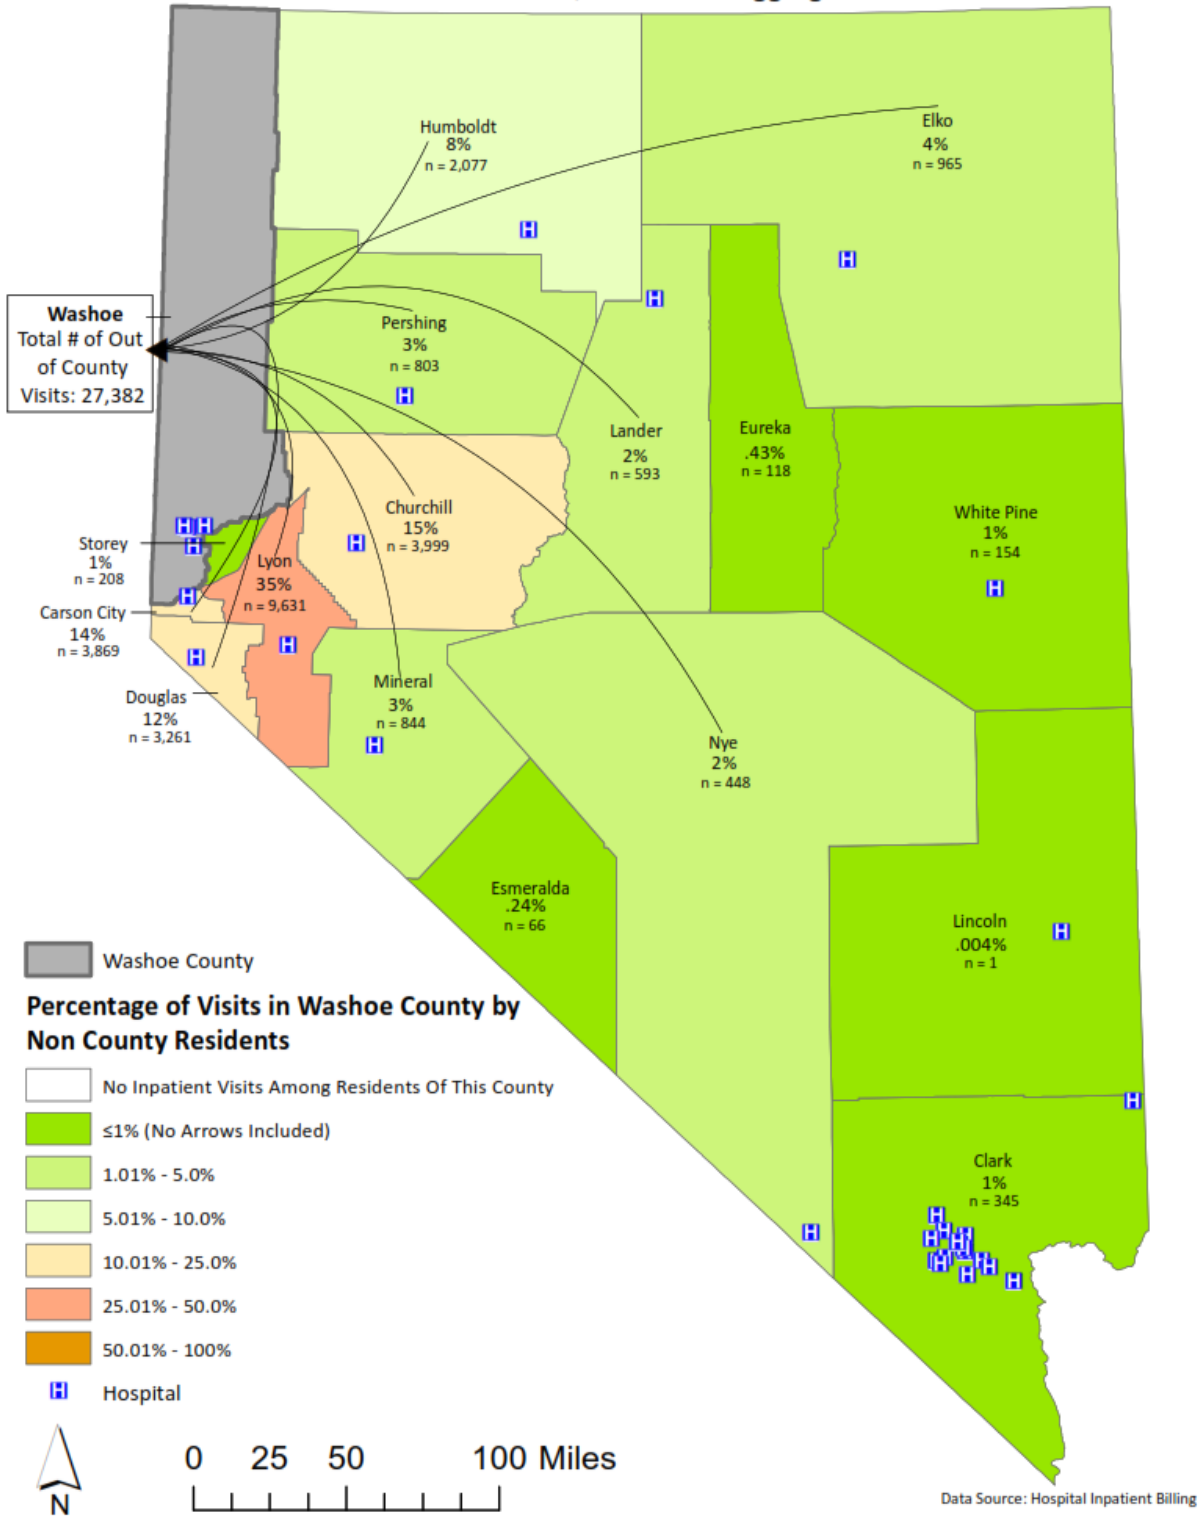 Humboldt
8%
n = 2,077
Elko
4%
n = 965
Washoe
Total # of Out
of County
Visits: 27,382
Pershing
3%
n = 803
Lander
2%
n = 593
Eureka
.43%
n = 118
Churchill
15%
n = 3,999
White Pine
1%
n = 154
Storey
1%
n = 208
Lyon
35%
n = 9,631
Carson City
14%
n = 3,869
Douglas
12%
n = 3,261
Mineral
3%
n = 844
Nye
2%
n = 448
Esmeralda
.24%
n = 66
Lincoln
.004%
n = 1
Clark
1%
n = 345
Washoe County
Percentage of Visits in Washoe County by
Non County Residents
No Inpatient Visits Among Residents Of This County
≤1% (No Arrows Included)
1.01% - 5.0%
5.01% - 10.0%
10.01% - 25.0%
25.01% - 50.0%
50.01% - 100%
H Hospital
N
0 25 50 100 Miles
Data Source: Hospital Inpatient Billing